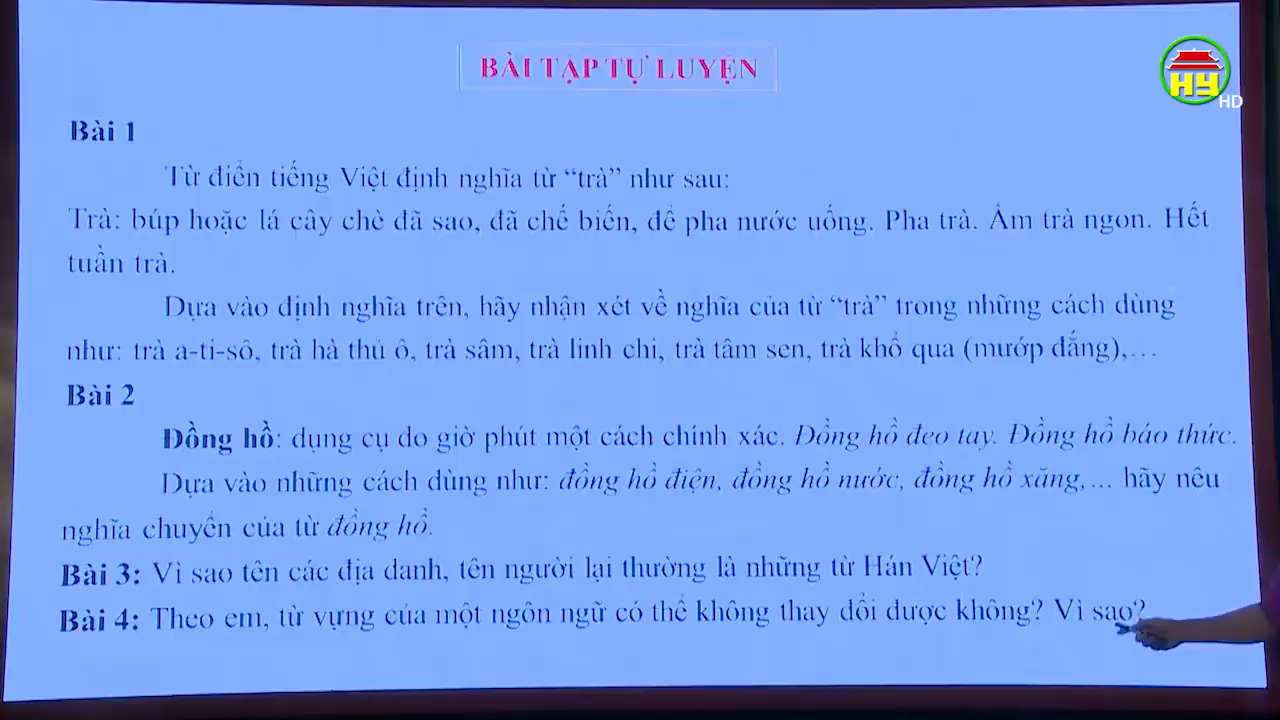 BÀI TẬP TỰ LUYỆN
HY
HD
Bài 1
Từ điển tiếng Việt định nghĩa từ “trà” như sau:
Trà: búp hoặc lá cây chè đã sao, đã chế biến, để pha nước uống. Pha trà. Ấm trà ngon. Hết
tuần trà.
Dựa vào định nghĩa trên, hãy nhận xét về nghĩa của từ “trà” trong những cách dùng
như: trà a-ti-sô, trà hà thủ ô, trà sâm, trà linh chi, trà tâm sen, trà khổ qua (mướp đắng),…
Bài 2
Đồng hồ: dụng cụ đo giờ phút một cách chính xác. Đồng hồ đeo tay. Đồng hồ báo thức.
Dựa vào những cách dùng như: đồng hồ điện, đồng hồ nước, đồng hồ xăng,… hãy nêu
nghĩa chuyển của từ đồng hồ.
Bài 3: Vì sao tên các địa danh, tên người lại thường là những từ Hán Việt?
Bài 4: Theo em, từ vựng của một ngôn ngữ có thể không thay đổi được không? Vì sao?